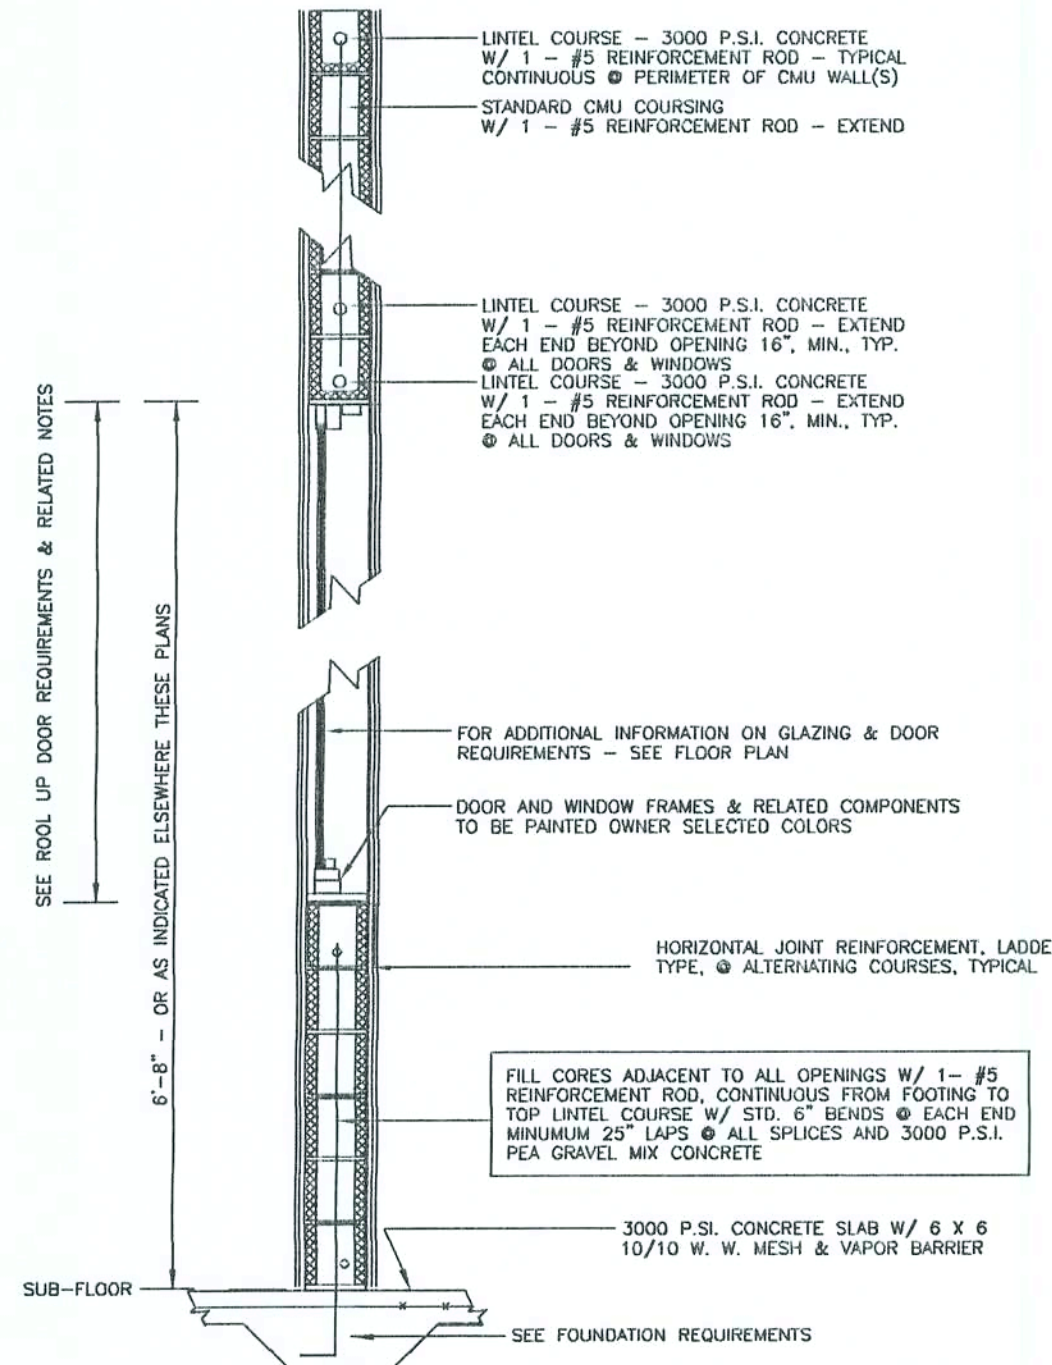 LINTEL COURSE – 3000 P.S.I. CONCRETE
W/ 1 – #5 REINFORCEMENT ROD – TYPICAL
CONTINUOUS @ PERIMETER OF CMU WALL(S)
STANDARD CMU COURSING
W/ 1 – #5 REINFORCEMENT ROD – EXTEND
LINTEL COURSE – 3000 P.S.I. CONCRETE
W/ 1 – #5 REINFORCEMENT ROD – EXTEND
EACH END BEYOND OPENING 16", MIN., TYP.
@ ALL DOORS & WINDOWS
LINTEL COURSE – 3000 P.S.I. CONCRETE
W/ 1 – #5 REINFORCEMENT ROD – EXTEND
EACH END BEYOND OPENING 16", MIN., TYP.
@ ALL DOORS & WINDOWS
SEE ROOL UP DOOR REQUIREMENTS & RELATED NOTES
6'-8" – OR AS INDICATED ELSEWHERE THESE PLANS
FOR ADDITIONAL INFORMATION ON GLAZING & DOOR
REQUIREMENTS – SEE FLOOR PLAN
DOOR AND WINDOW FRAMES & RELATED COMPONENTS
TO BE PAINTED OWNER SELECTED COLORS
HORIZONTAL JOINT REINFORCEMENT, LADDE
TYPE, @ ALTERNATING COURSES, TYPICAL
FILL CORES ADJACENT TO ALL OPENINGS W/ 1– #5
REINFORCEMENT ROD, CONTINUOUS FROM FOOTING TO
TOP LINTEL COURSE W/ STD. 6" BENDS @ EACH END
MINUMUM 25" LAPS @ ALL SPLICES AND 3000 P.S.I.
PEA GRAVEL MIX CONCRETE
3000 P.SI. CONCRETE SLAB W/ 6 X 6
10/10 W. W. MESH & VAPOR BARRIER
SUB-FLOOR
SEE FOUNDATION REQUIREMENTS